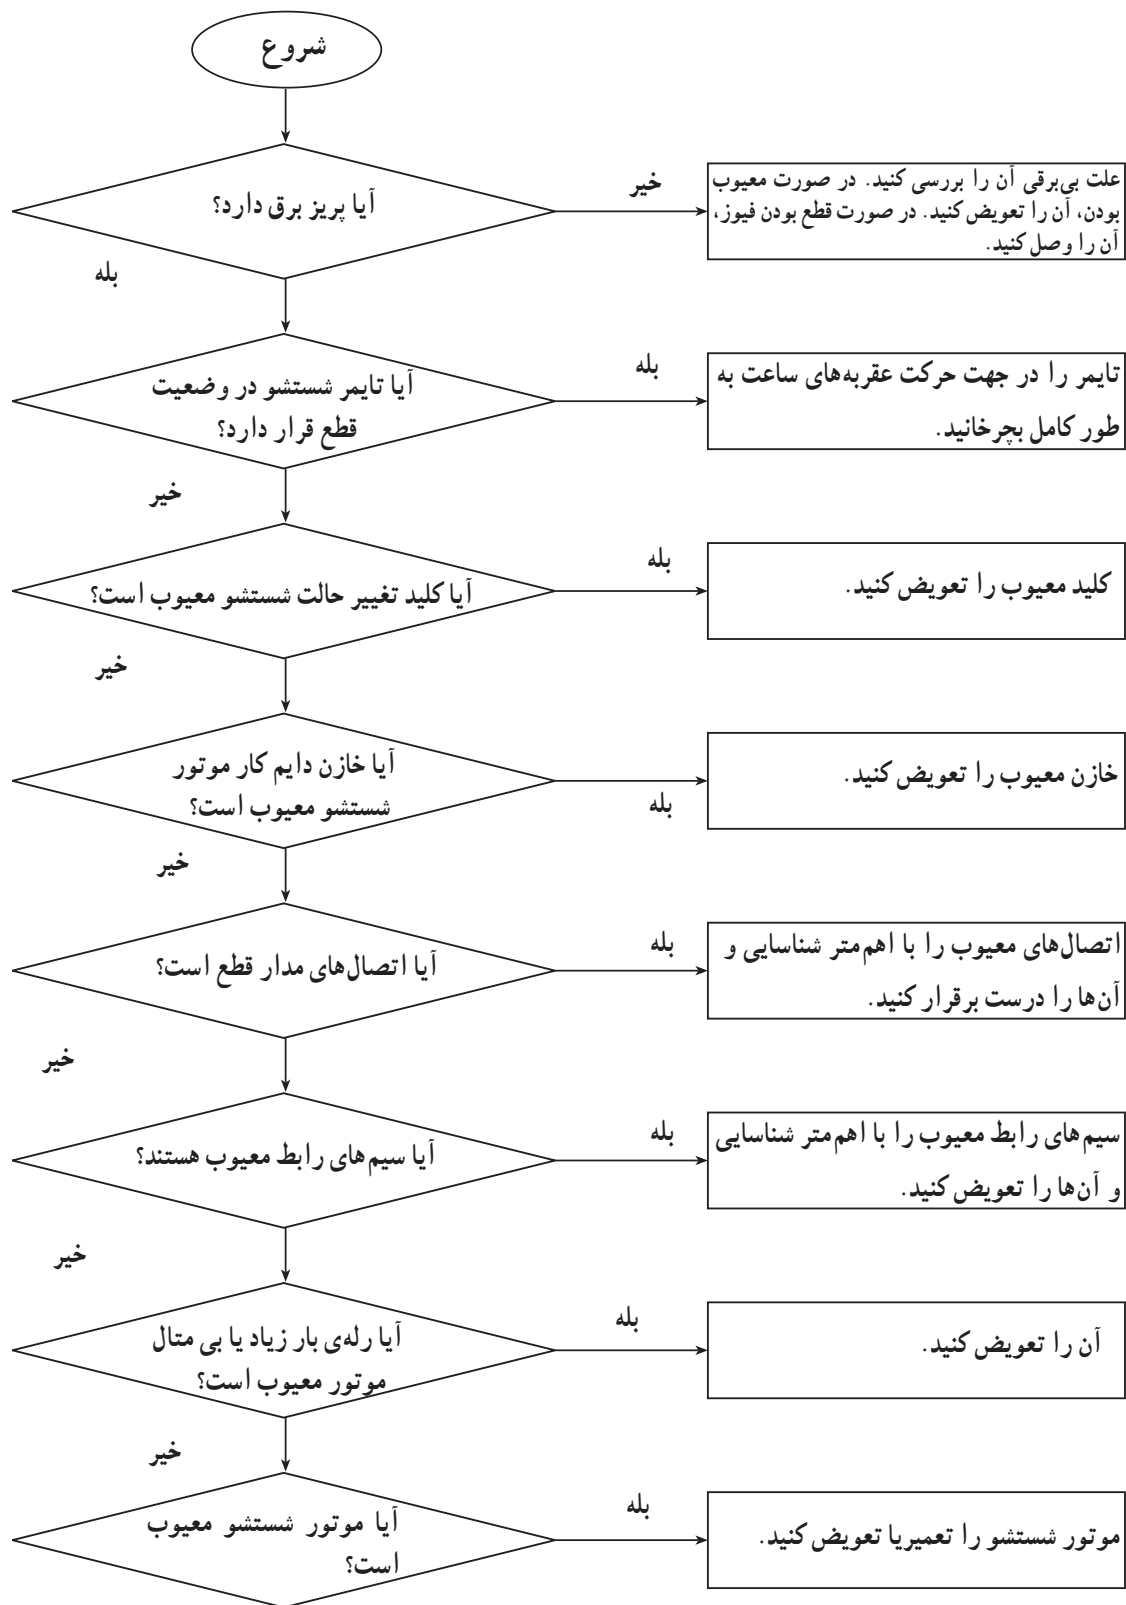 شروع
آیا پریز برق دارد؟
خیر
علت بی‌برقی آن را بررسی کنید. در صورت معیوب
بودن، آن را تعویض کنید. در صورت قطع بودن فیوز،
آن را وصل کنید.
بله
آیا تایمر شستشو در وضعیت
قطع قرار دارد؟
بله
تایمر را در جهت حرکت عقربه‌های ساعت به
طور کامل بچرخانید.
خیر
آیا کلید تغییر حالت شستشو معیوب است؟
بله
کلید معیوب را تعویض کنید.
خیر
آیا خازن دایم کار موتور
شستشو معیوب است؟
بله
خازن معیوب را تعویض کنید.
خیر
آیا اتصال‌های مدار قطع است؟
بله
اتصال‌های معیوب را با اهم‌متر شناسایی و
آن‌ها را درست برقرار کنید.
خیر
آیا سیم‌های رابط معیوب هستند؟
بله
سیم‌های رابط معیوب را با اهم‌متر شناسایی
و آن‌ها را تعویض کنید.
خیر
آیا رله‌ی بار زیاد یا بی متال
موتور معیوب است؟
بله
آن را تعویض کنید.
خیر
آیا موتور شستشو معیوب
است؟
بله
موتور شستشو را تعمیریا تعویض کنید.